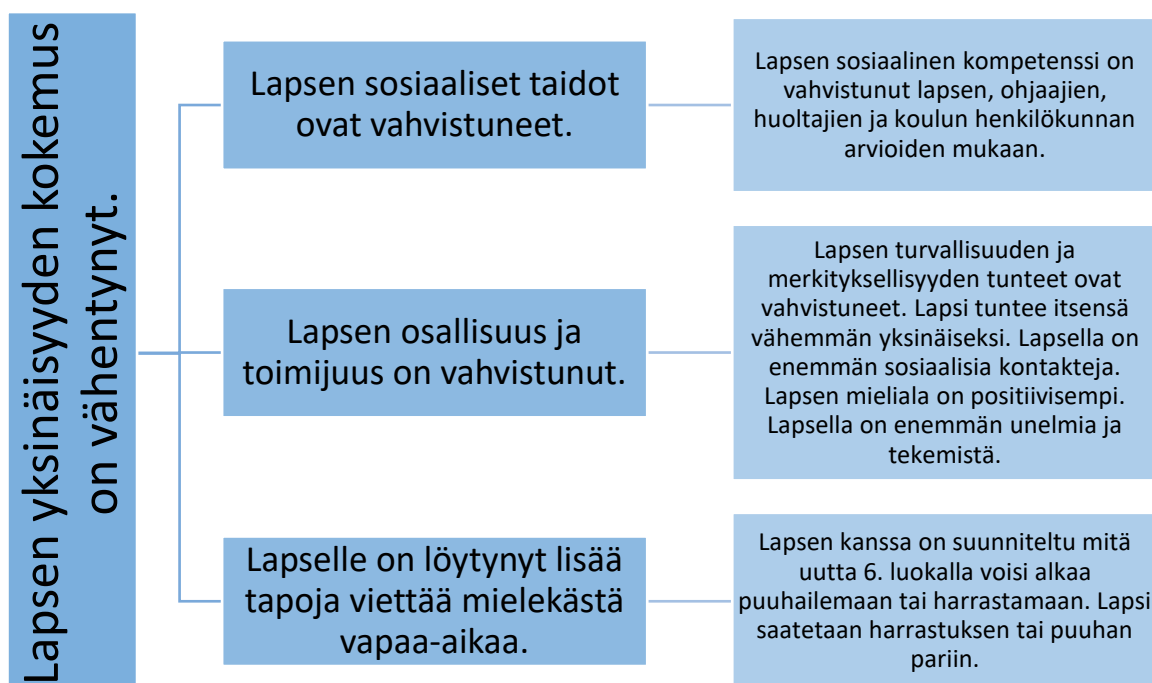 Lapsen yksinäisyyden kokemus
on vähentynyt.
Lapsen sosiaaliset taidot
ovat vahvistuneet.
Lapsen sosiaalinen kompetenssi on
vahvistunut lapsen, ohjaajien,
huoltajien ja koulun henkilökunnan
arvioiden mukaan.
Lapsen osallisuus ja
toimijuus on vahvistunut.
Lapsen turvallisuuden ja
merkityksellisyyden tunteet ovat
vahvistuneet. Lapsi tuntee itsensä
vähemmän yksinäiseksi. Lapsella on
enemmän sosiaalisia kontakteja.
Lapsen mieliala on positiivisempi.
Lapsella on enemmän unelmia ja
tekemistä.
Lapselle on löytynyt lisää
tapoja viettää mielekästä
vapaa-aikaa.
Lapsen kanssa on suunniteltu mitä
uutta 6. luokalla voisi alkaa
puuhailemaan tai harrastamaan. Lapsi
saatetaan harrastuksen tai puuhan
pariin.